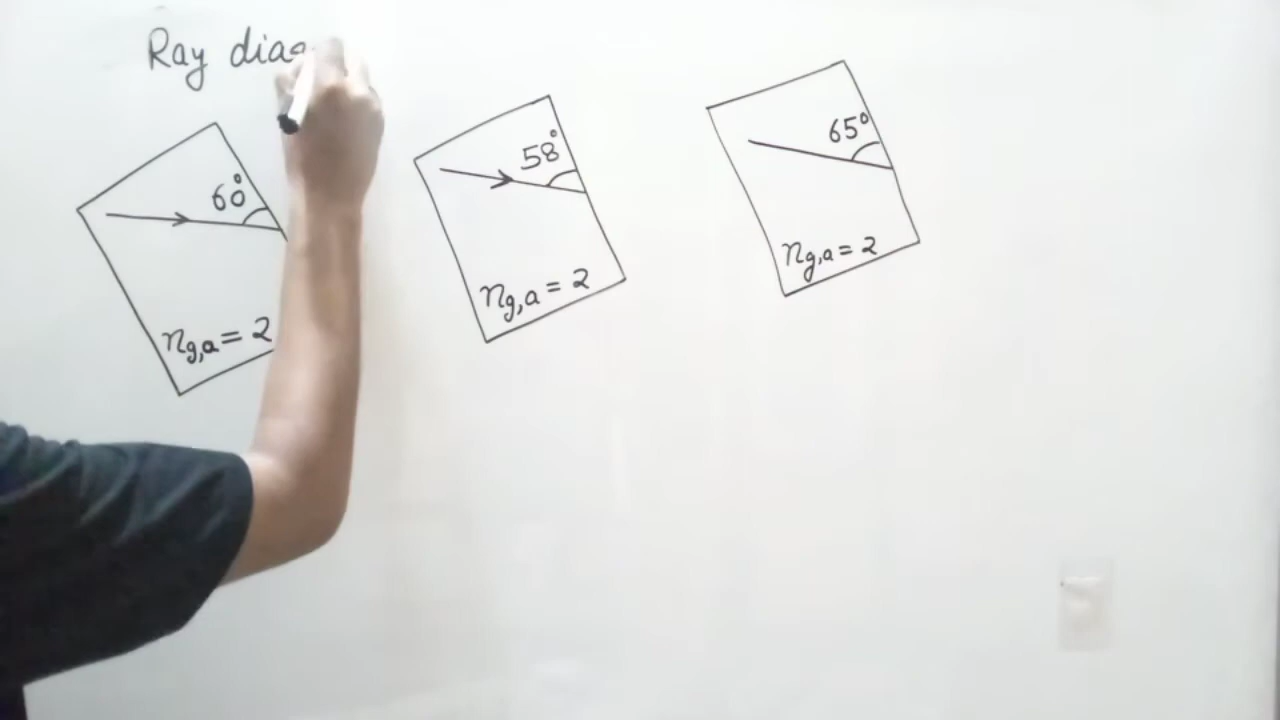 Ray diag
60°
n g,a = 2
58°
n g,a = 2
65°
n g,a = 2